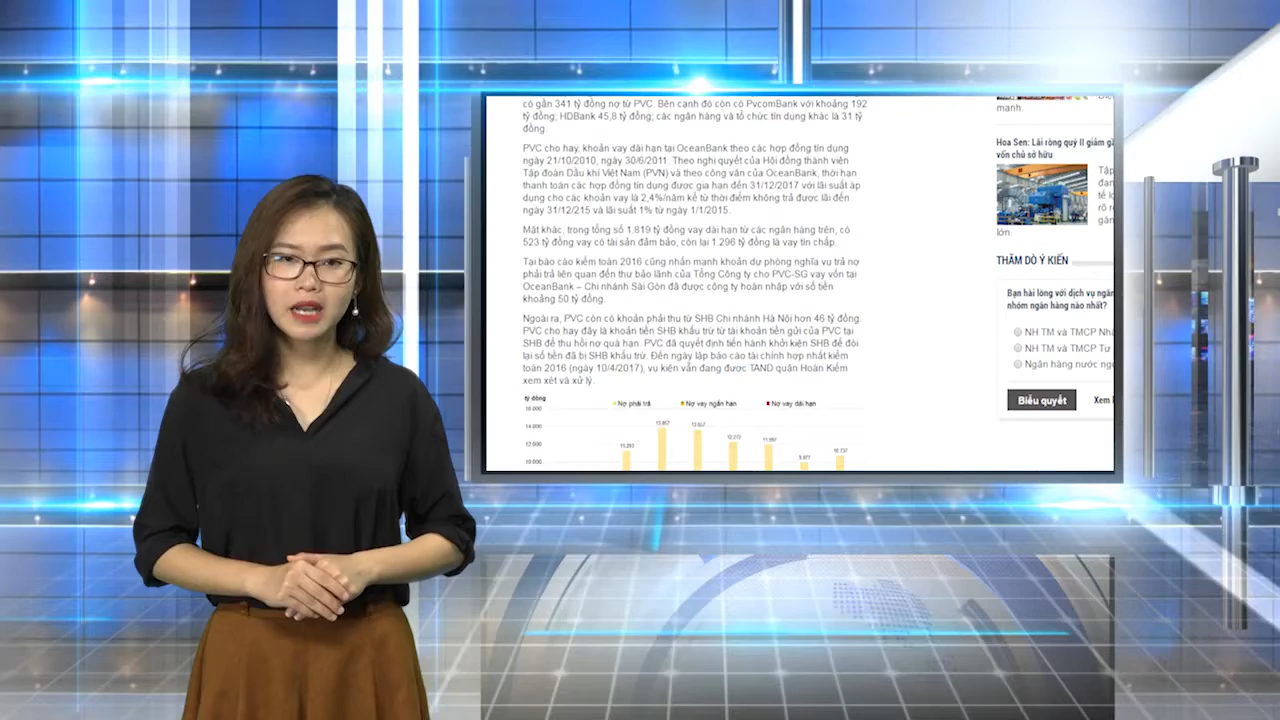 có gần 341 tỷ đồng nợ từ PVC. Bên cạnh đó còn có PvcomBank với khoảng 192
tỷ đồng; HDBank 45,8 tỷ đồng; các ngân hàng và tổ chức tín dụng khác là 31 tỷ
đồng.
PVC cho hay, khoản vay dài hạn tại OceanBank theo các hợp đồng tín dụng
ngày 21/10/2010, ngày 30/6/2011. Theo nghị quyết của Hội đồng thành viên
Tập đoàn Dầu khí Việt Nam (PVN) và theo công văn của OceanBank, thời hạn
thanh toán các hợp đồng tín dụng được gia hạn đến 31/12/2017 với lãi suất áp
dụng cho các khoản vay là 2,4%/năm kể từ thời điểm không trả được lãi đến
ngày 31/12/215 và lãi suất 1% từ ngày 1/1/2015.
Mặt khác, trong tổng số 1.819 tỷ đồng vay dài hạn từ các ngân hàng trên, có
523 tỷ đồng vay có tài sản đảm bảo, còn lại 1.296 tỷ đồng là vay tín chấp.
Tại báo cáo kiểm toán 2016 cũng nhấn mạnh khoản dự phòng nghĩa vụ trả nợ
phải trả liên quan đến thư bảo lãnh của Tổng Công ty cho PVC-SG vay vốn tại
OceanBank – Chi nhánh Sài Gòn đã được công ty hoàn nhập với số tiền
khoảng 50 tỷ đồng.
Ngoài ra, PVC còn có khoản phải thu từ SHB Chi nhánh Hà Nội hơn 46 tỷ đồng.
PVC cho hay đây là khoản tiền SHB khấu trừ từ tài khoản tiền gửi của PVC tại
SHB để thu hồi nợ quá hạn. PVC đã quyết định tiến hành khởi kiện SHB để đòi
lại số tiền đã bị SHB khấu trừ. Đến ngày lập báo cáo tài chính hợp nhất kiểm
toán 2016 (ngày 10/4/2017), vụ kiện vẫn đang được TAND quận Hoàn Kiếm
xem xét và xử lý.
tỷ đồng
Nợ phải trả Nợ vay ngắn hạn Nợ vay dài hạn
16.000
14.000
12.000
10.000
mạnh.
Hoa Sen: Lãi ròng quý II giảm
vốn chủ sở hữu
Tập
lớn.
THĂM DÒ Ý KIẾN
Bạn hài lòng với dịch vụ
nhóm ngân hàng nào nhất?
NH TM và TMCP
NH TM và TMCP Tư
Ngân hàng nước
Biểu quyết
Xem